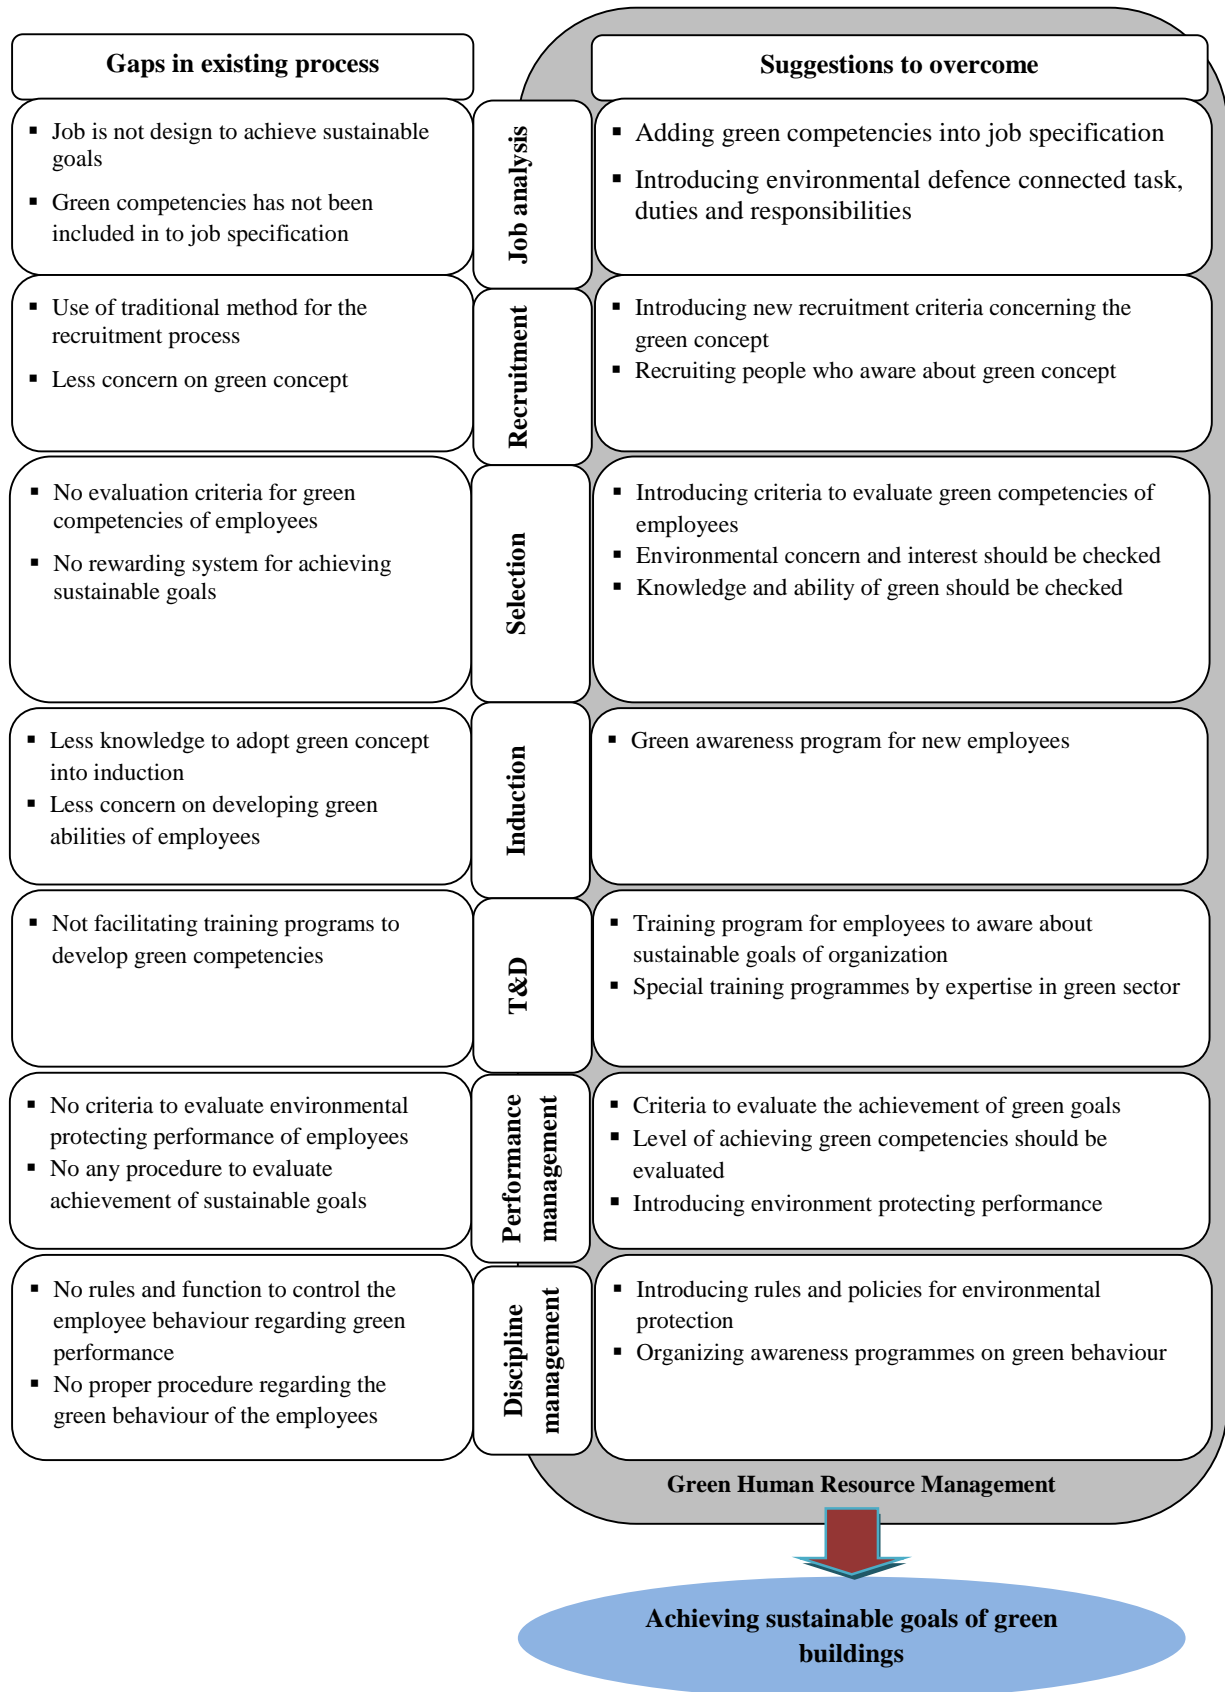 Gaps in existing process
Suggestions to overcome
▪ Job is not design to achieve sustainable
goals
▪ Green competencies has not been
included in to job specification
Job analysis
▪ Adding green competencies into job specification
▪ Introducing environmental defence connected task,
duties and responsibilities
▪ Use of traditional method for the
recruitment process
▪ Less concern on green concept
Recruitment
▪ Introducing new recruitment criteria concerning the
green concept
▪ Recruiting people who aware about green concept
▪ No evaluation criteria for green
competencies of employees
▪ No rewarding system for achieving
sustainable goals
Selection
▪ Introducing criteria to evaluate green competencies of
employees
▪ Environmental concern and interest should be checked
▪ Knowledge and ability of green should be checked
▪ Less knowledge to adopt green concept
into induction
▪ Less concern on developing green
abilities of employees
Induction
▪ Green awareness program for new employees
▪ Not facilitating training programs to
develop green competencies
T&D
▪ Training program for employees to aware about
sustainable goals of organization
▪ Special training programmes by expertise in green sector
▪ No criteria to evaluate environmental
protecting performance of employees
▪ No any procedure to evaluate
achievement of sustainable goals
Performance
management
▪ Criteria to evaluate the achievement of green goals
▪ Level of achieving green competencies should be
evaluated
▪ Introducing environment protecting performance
▪ No rules and function to control the
employee behaviour regarding green
performance
▪ No proper procedure regarding the
green behaviour of the employees
Discipline
management
▪ Introducing rules and policies for environmental
protection
▪ Organizing awareness programmes on green behaviour
Green Human Resource Management
Achieving sustainable goals of green
buildings